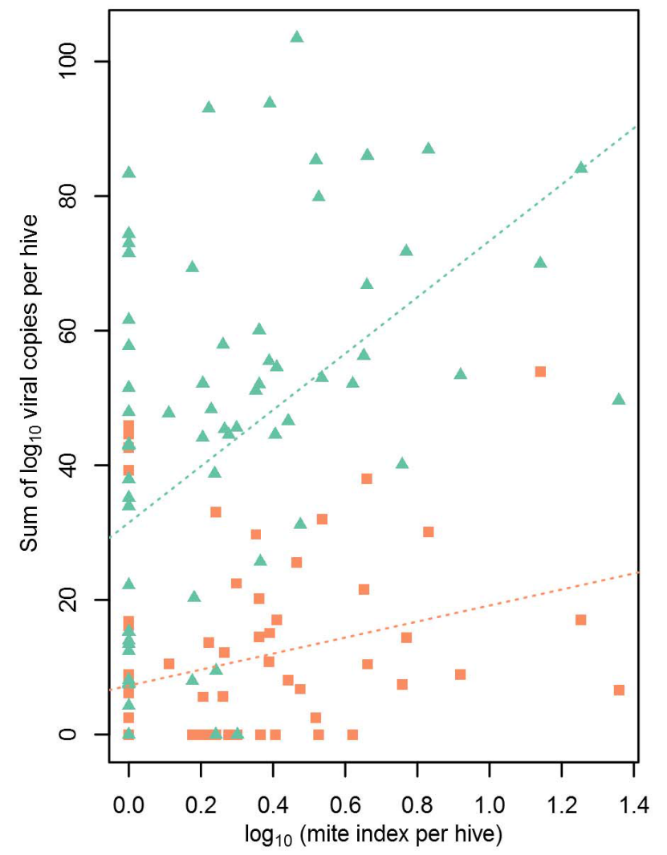 100
80
60
40
20
0
Sum of log₁₀ viral copies per hive
0.0 0.2 0.4 0.6 0.8 1.0 1.2 1.4
log₁₀ (mite index per hive)